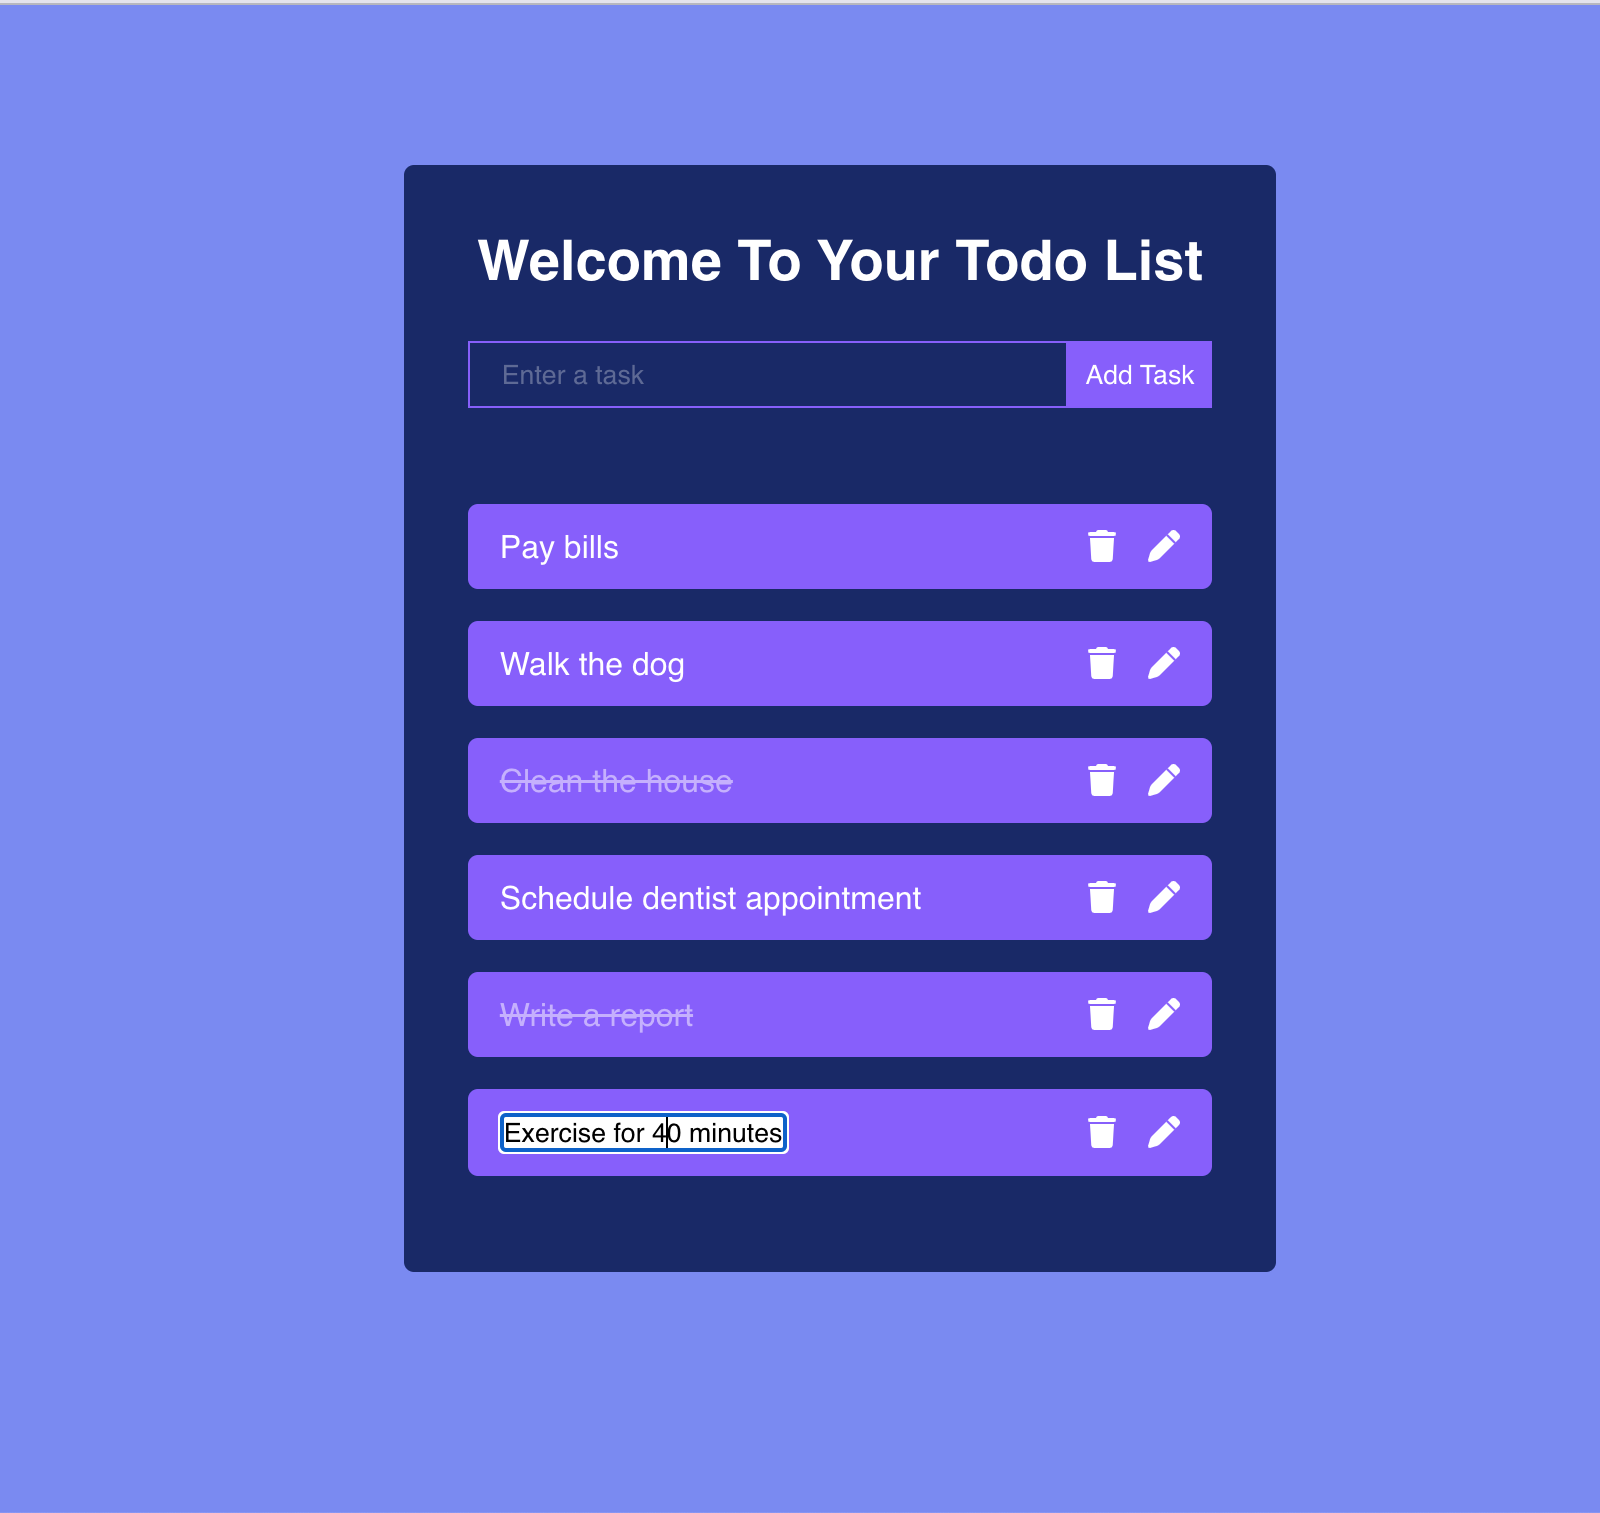 Welcome To Your Todo List
Enter a task
Add Task
Pay bills
Walk the dog
Clean the house
Schedule dentist appointment
Write a report
Exercise for 40 minutes